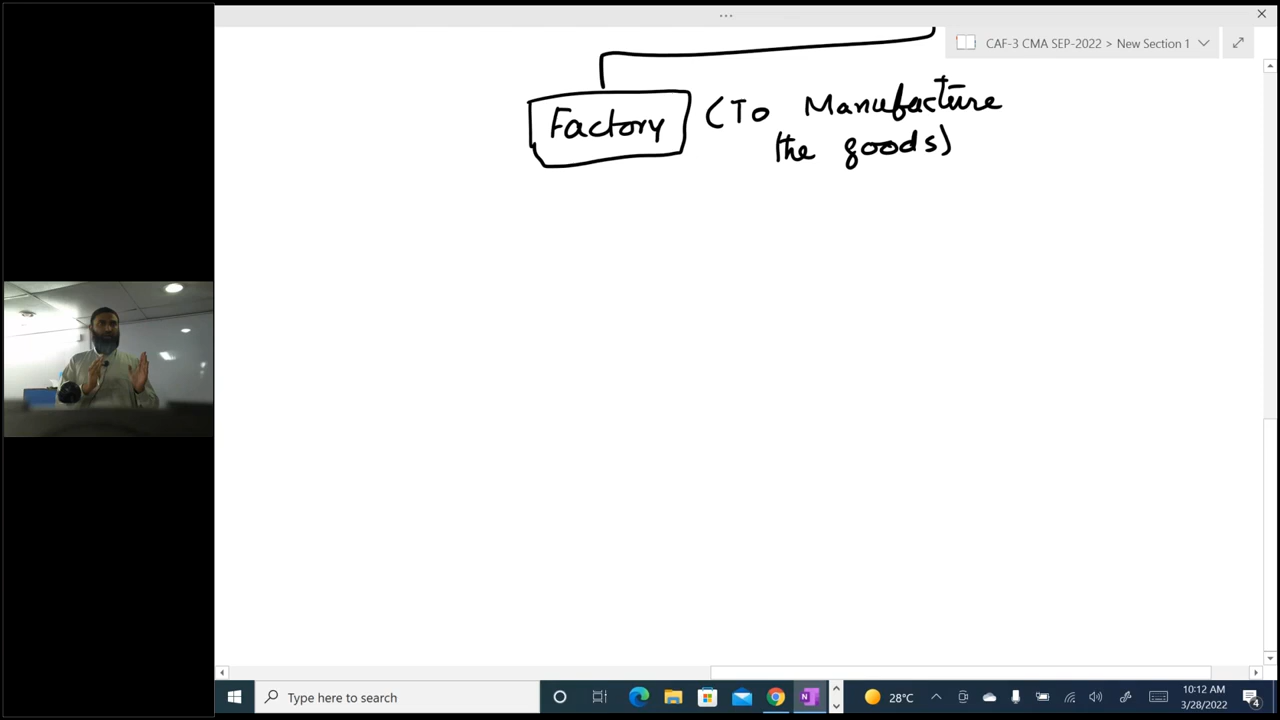 CAF-3 CMA SEP-2022 > New Section 1
Factory (To Manufacture
the goods)
Type here to search
28°C
10:12 AM
3/28/2022
4